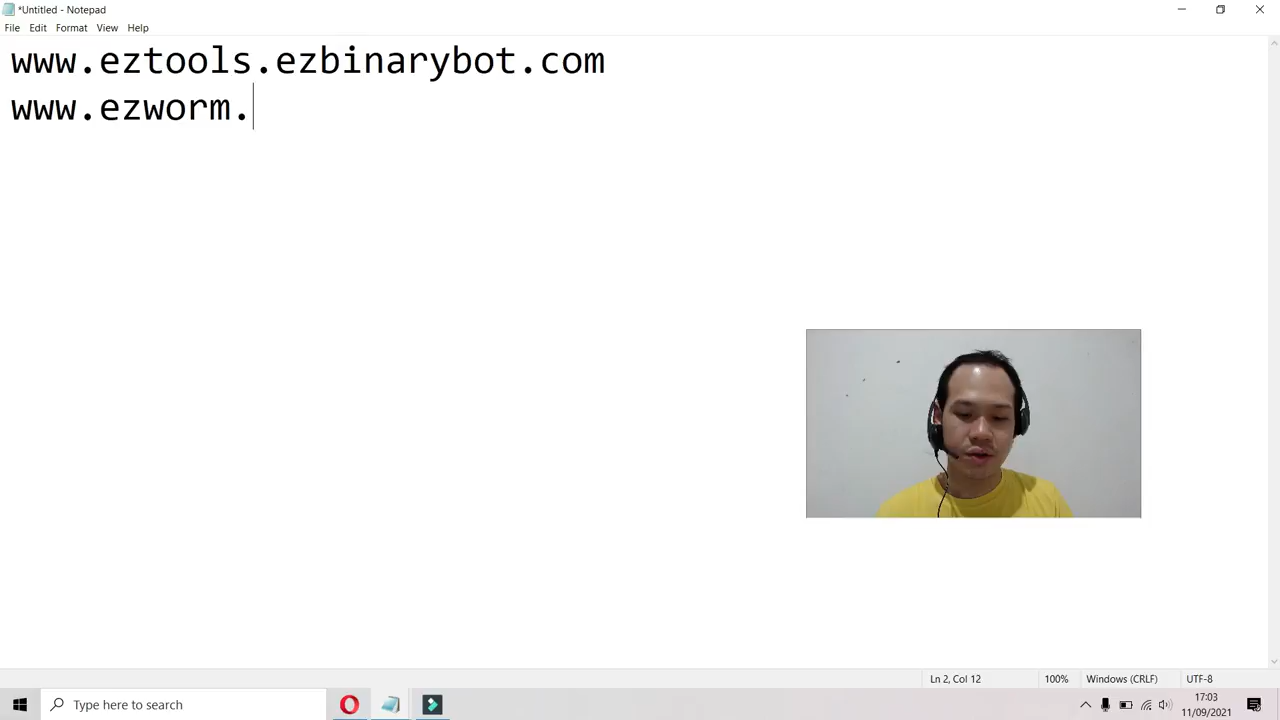 *Untitled - Notepad
File Edit Format View Help
www.eztools.ezbinarybot.com
www.ezworm.
Ln 2, Col 12 100% Windows (CRLF) UTF-8
Type here to search
17:03
11/09/2021